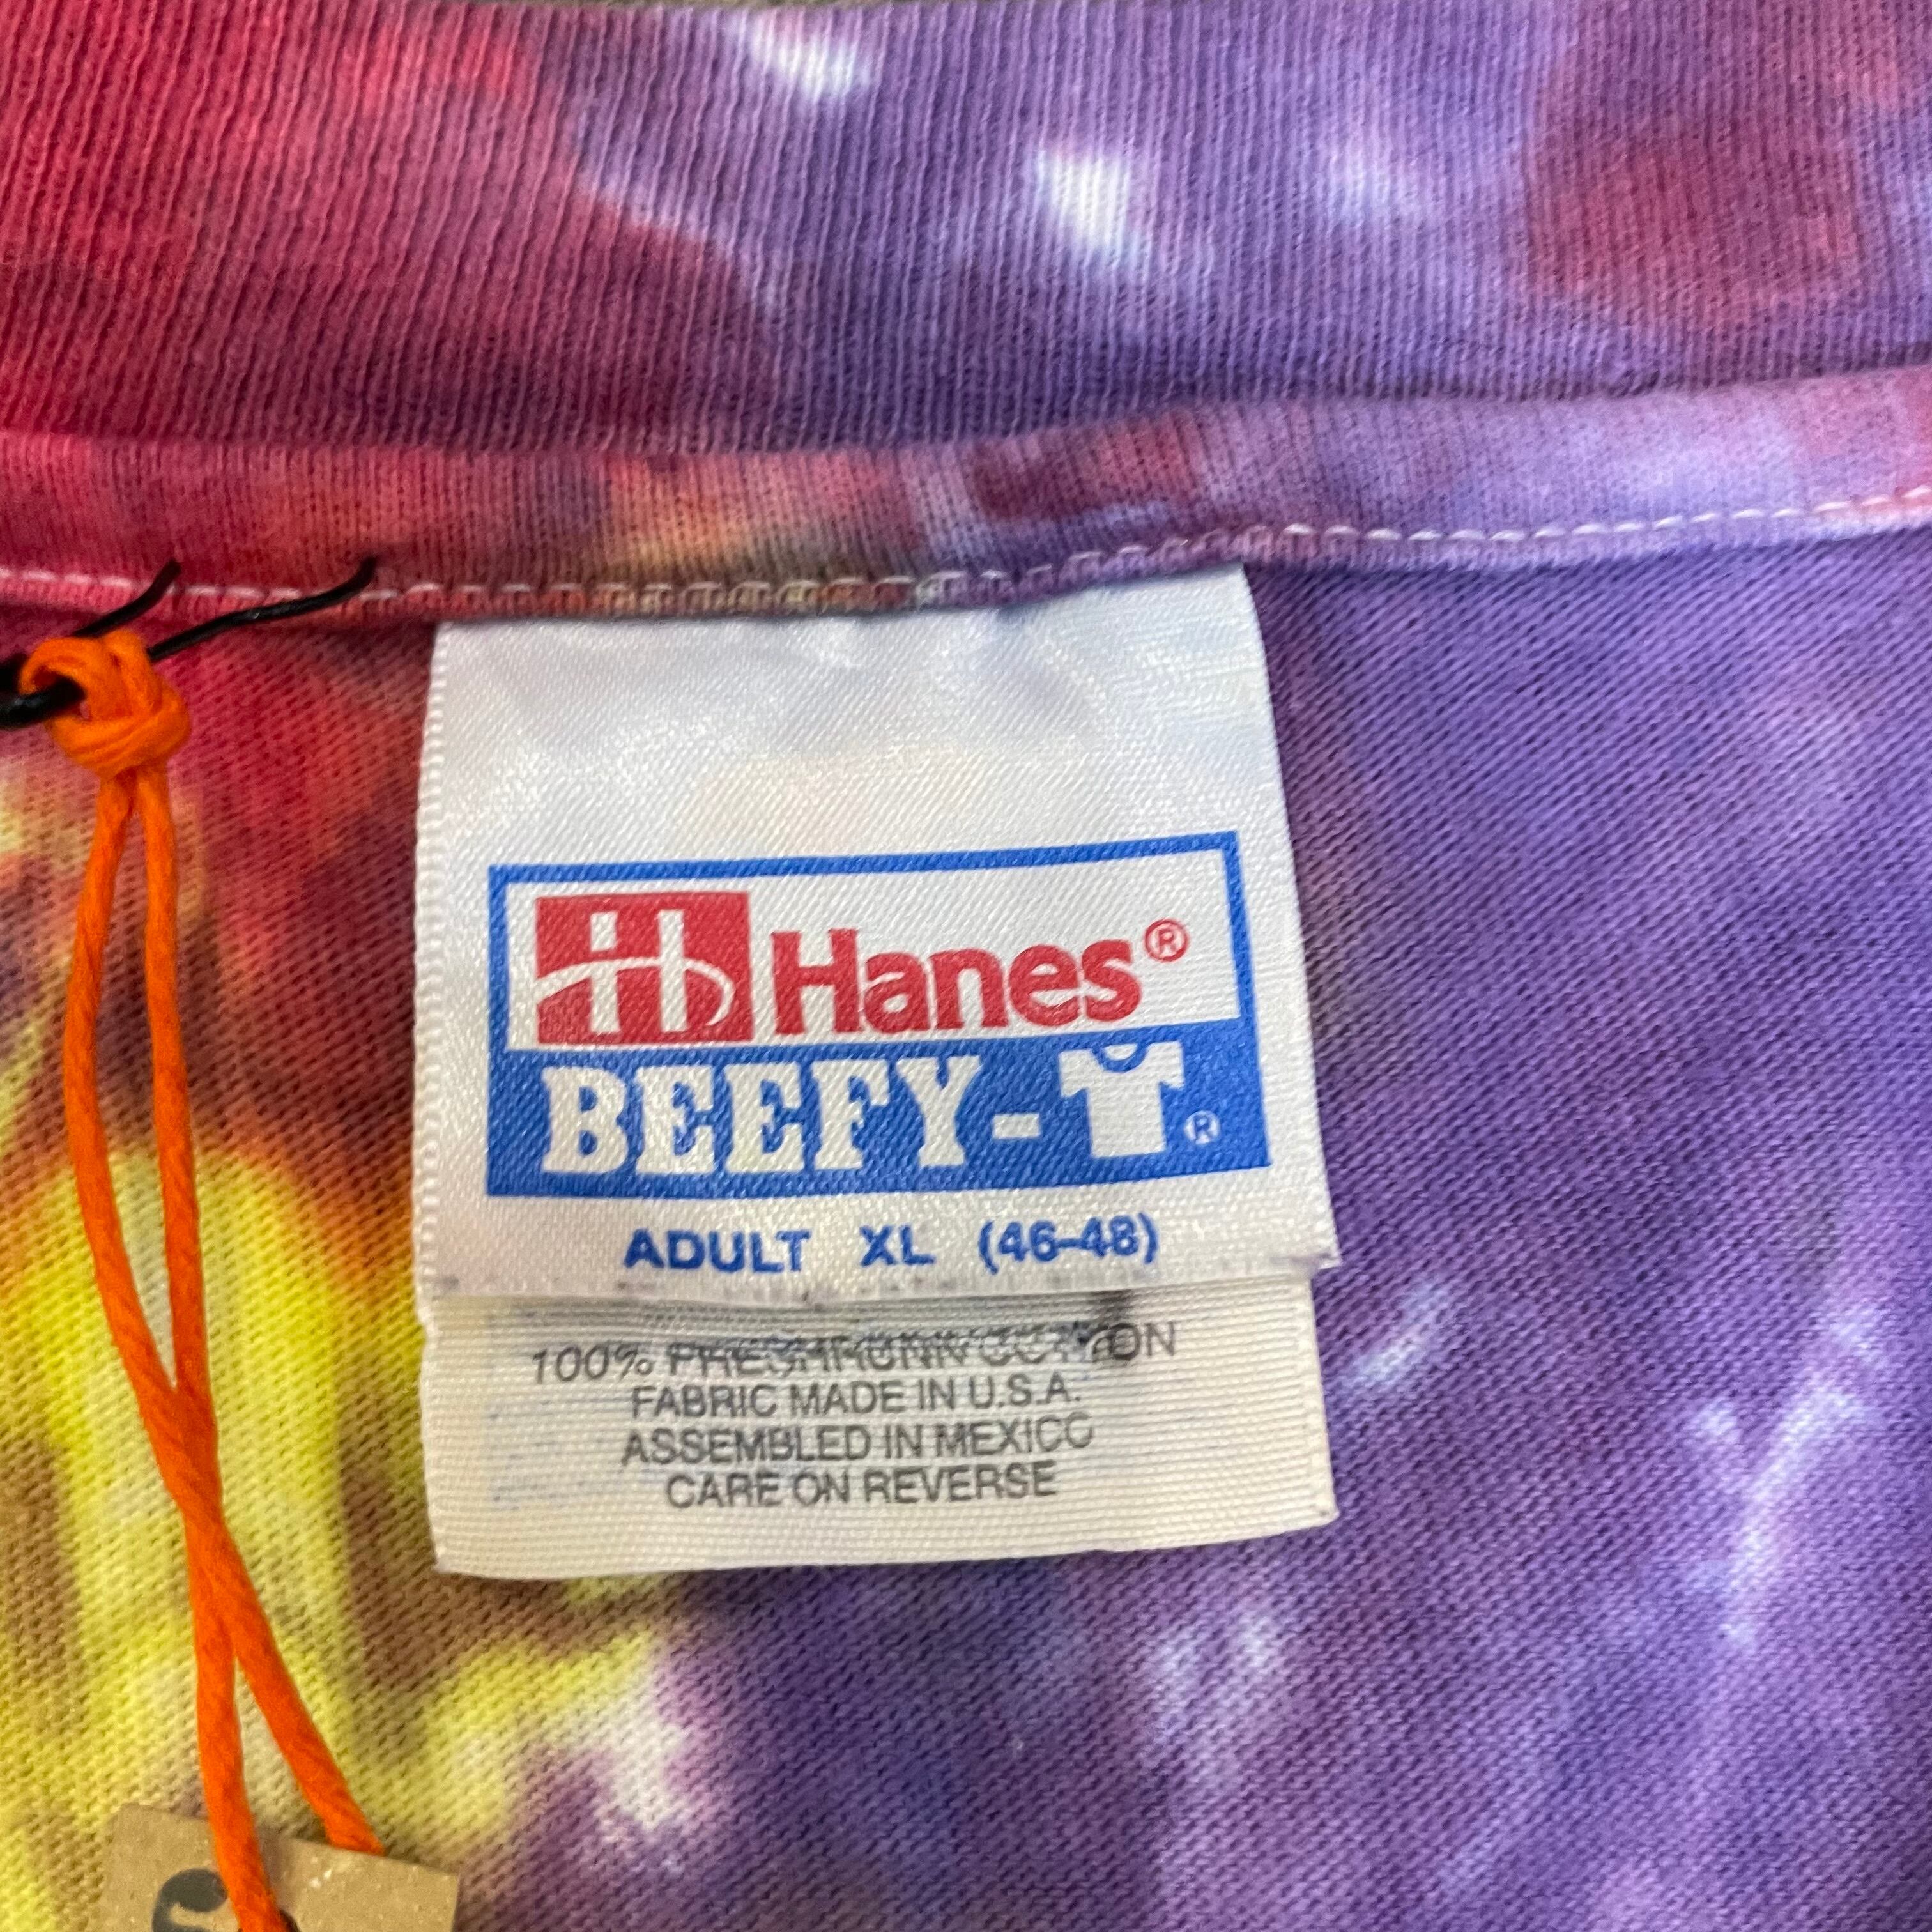 Hanes®
BEEFY-T®
ADULT XL (46-48)
100% PRESHRUNK COTTON
FABRIC MADE IN U.S.A.
ASSEMBLED IN MEXICO
CARE ON REVERSE